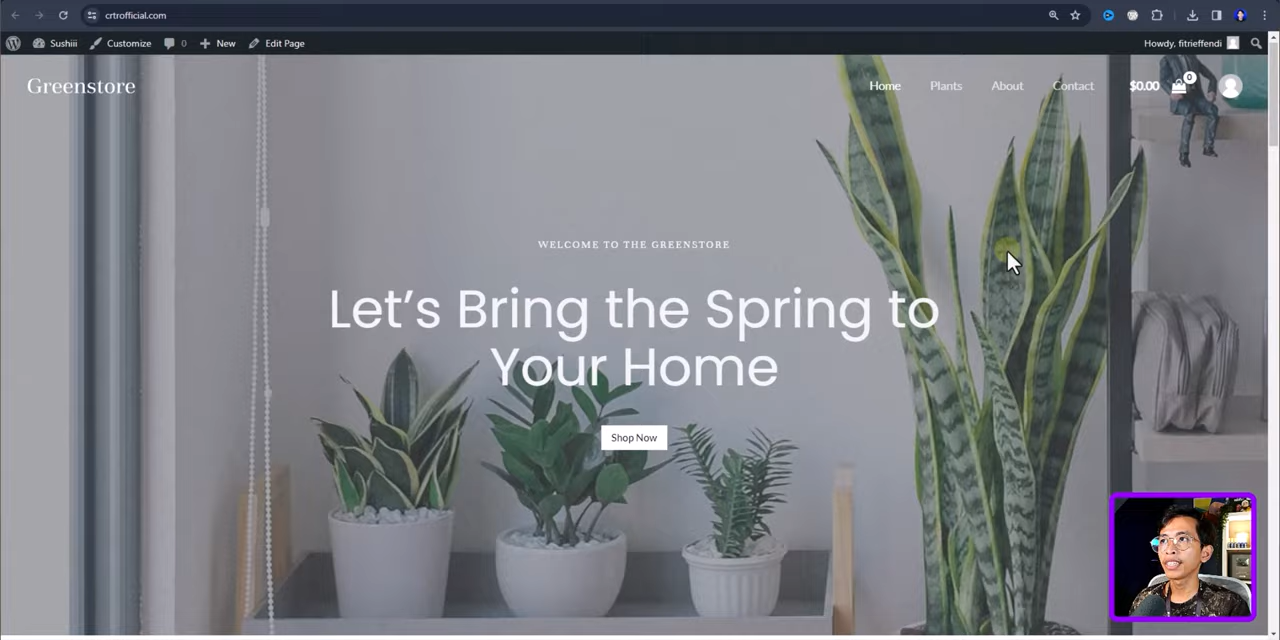 crtrofficial.com
Sushiii Customize 0 New Edit Page Howdy, fitrieffendi
Greenstore Home Plants About Contact $0.00 0
WELCOME TO THE GREENSTORE
Let’s Bring the Spring to
Your Home
Shop Now